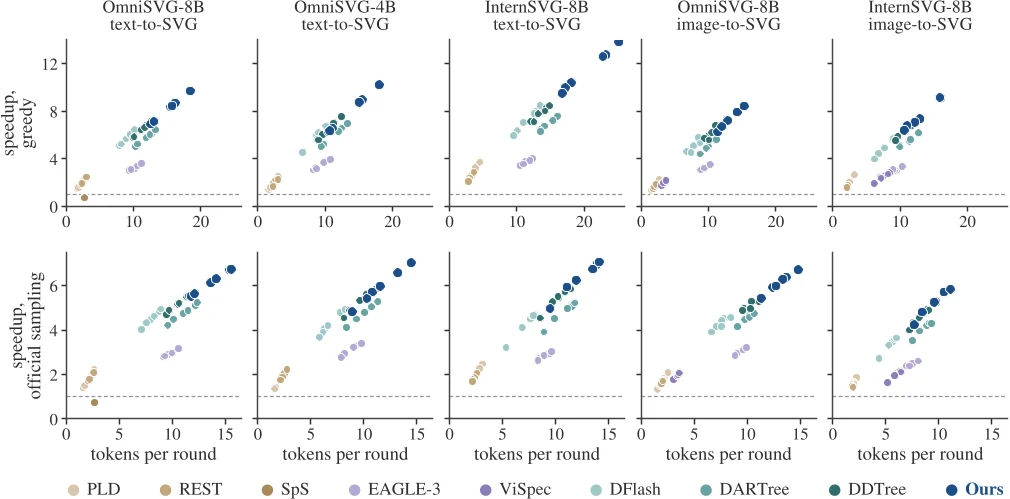 OmniSVG-8B
text-to-SVG
OmniSVG-4B
text-to-SVG
InternSVG-8B
text-to-SVG
OmniSVG-8B
image-to-SVG
InternSVG-8B
image-to-SVG
speedup,
greedy
12
8
4
0
0 10 20
0 10 20
0 10 20
0 10 20
0 10 20
speedup,
official sampling
6
4
2
0
0 5 10 15
0 5 10 15
0 5 10 15
0 5 10 15
0 5 10 15
tokens per round
tokens per round
tokens per round
tokens per round
tokens per round
PLD REST SpS EAGLE-3 ViSpec DFlash DARTree DDTree Ours